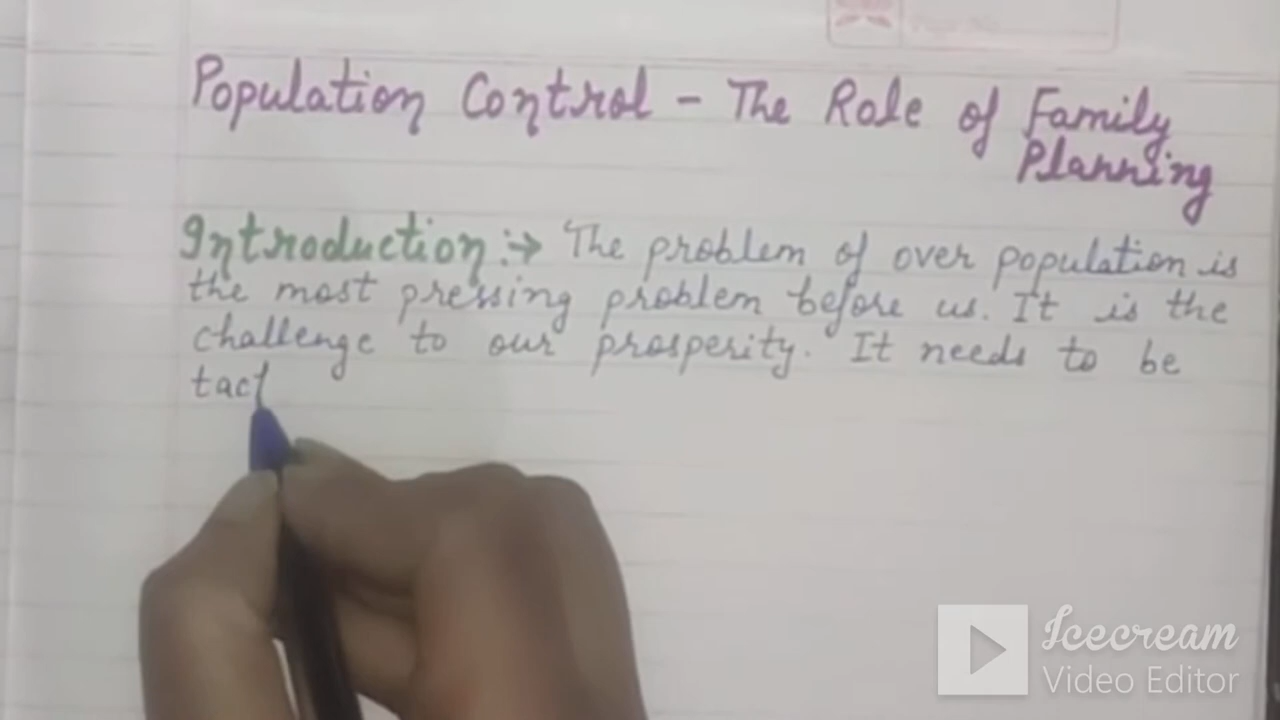 Population Control - The Role of Family
Planning
Introduction :→ The problem of over population is
the most pressing problem before us. It is the
challenge to our prosperity. It needs to be
tact
Icecream
Video Editor